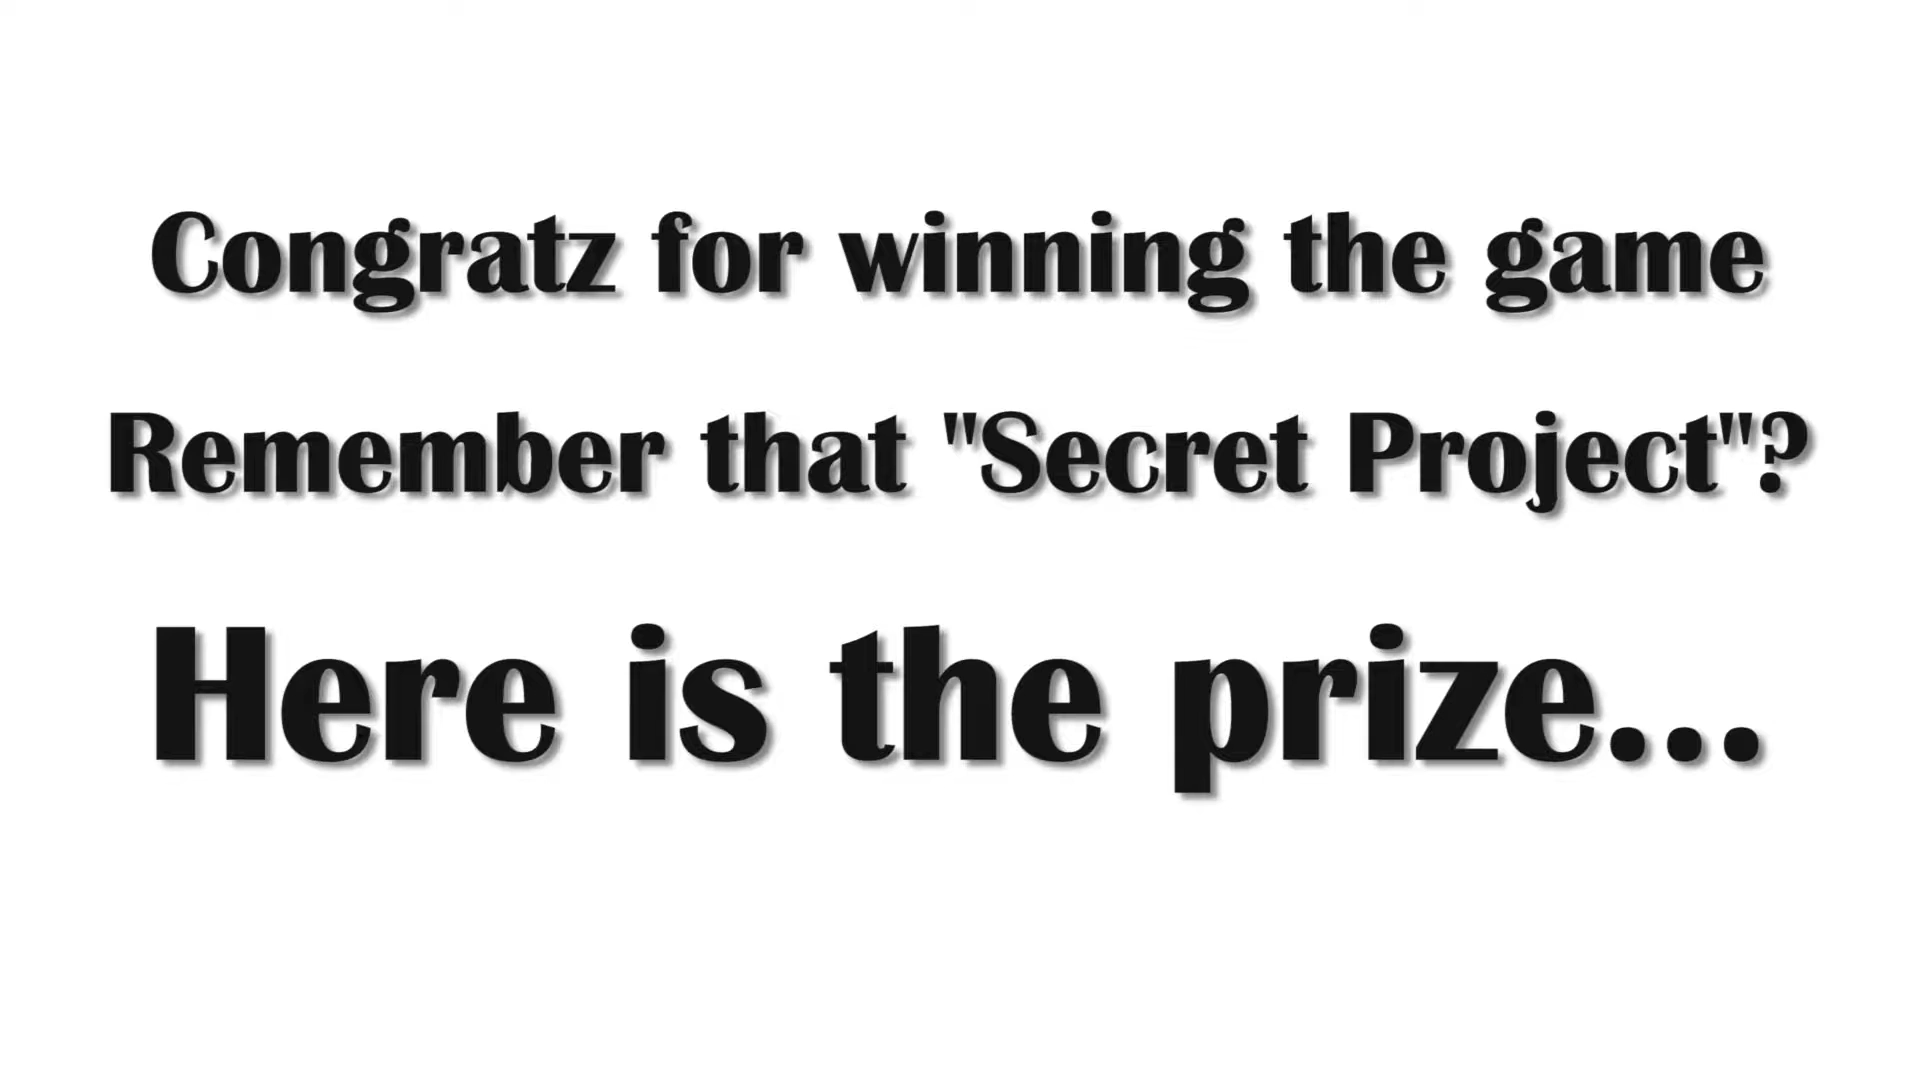 Congratz for winning the game
Remember that "Secret Project"?
Here is the prize...